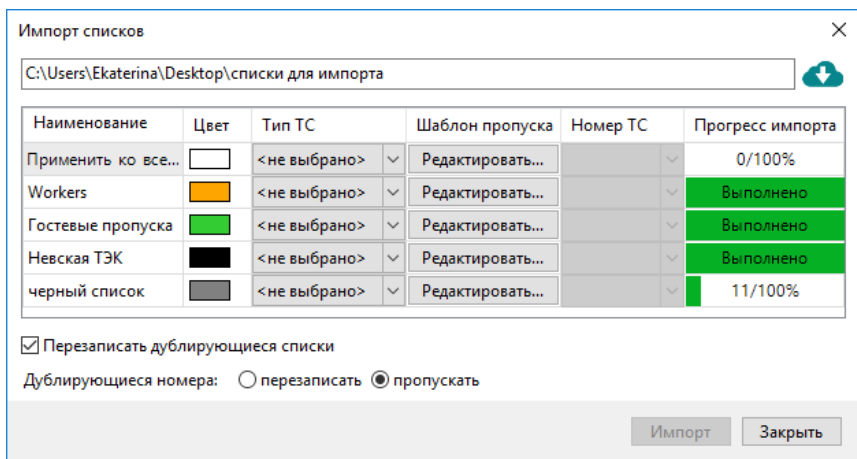 Импорт списков
C:\Users\Ekaterina\Desktop\списки для импорта
Наименование Цвет Тип ТС Шаблон пропуска Номер ТС Прогресс импорта
Применить ко все... <не выбрано> Редактировать... 0/100%
Workers <не выбрано> Редактировать... Выполнено
Гостевые пропуска <не выбрано> Редактировать... Выполнено
Невская ТЭК <не выбрано> Редактировать... Выполнено
черный список <не выбрано> Редактировать... 11/100%
Перезаписать дублирующиеся списки
Дублирующиеся номера: перезаписать пропускать
Импорт Закрыть